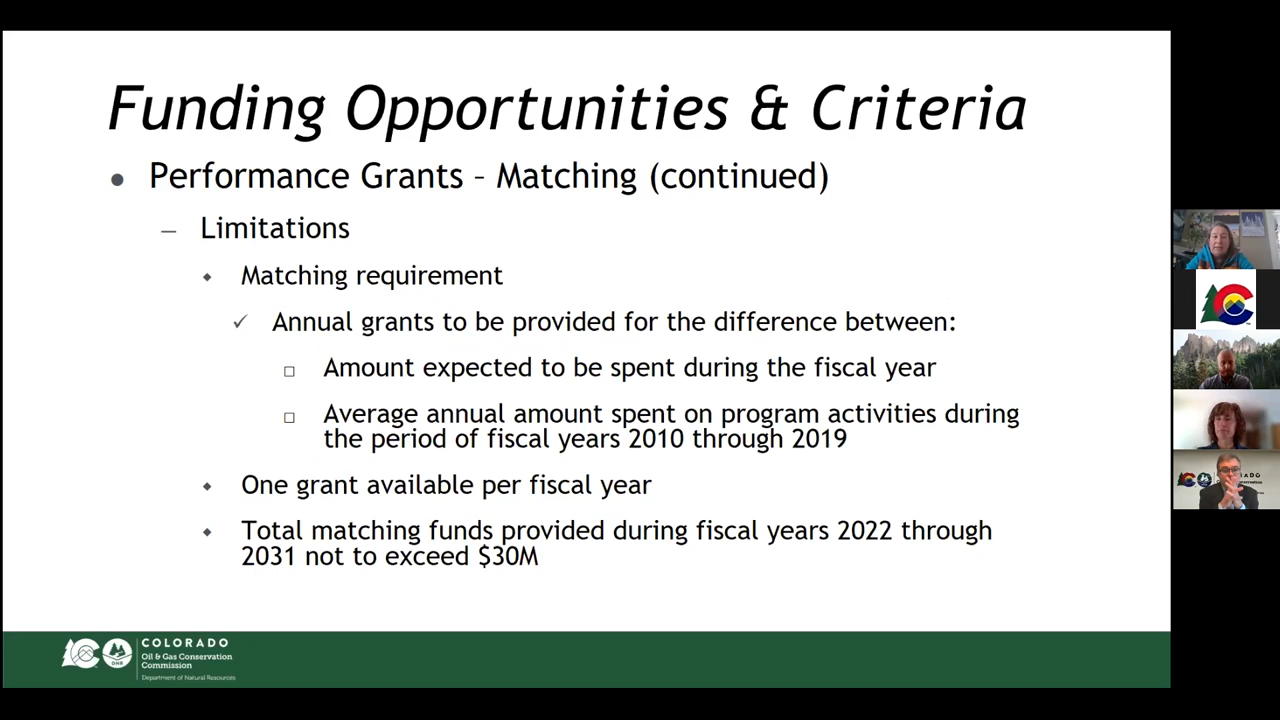 Funding Opportunities & Criteria
Performance Grants – Matching (continued)
Limitations
Matching requirement
Annual grants to be provided for the difference between:
Amount expected to be spent during the fiscal year
Average annual amount spent on program activities during
the period of fiscal years 2010 through 2019
One grant available per fiscal year
Total matching funds provided during fiscal years 2022 through
2031 not to exceed $30M
COLORADO
Oil & Gas Conservation
Commission
Department of Natural Resources
DNR
COLORADO